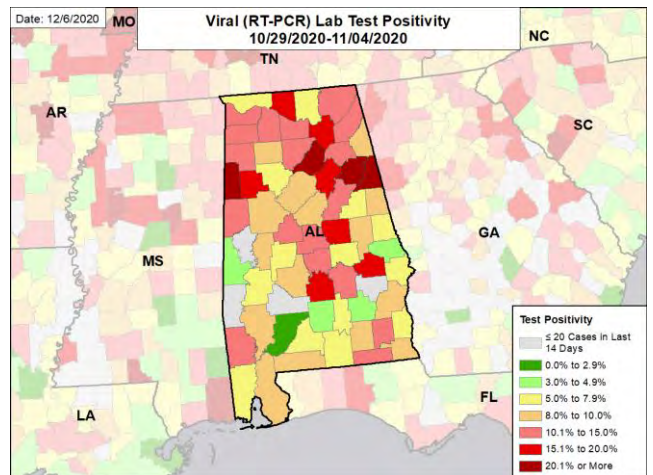 Date: 12/6/2020
Viral (RT-PCR) Lab Test Positivity
10/29/2020-11/04/2020
MO
NC
TN
AR
SC
AL
MS
GA
LA
FL
Test Positivity
≤ 20 Cases in Last
14 Days
0.0% to 2.9%
3.0% to 4.9%
5.0% to 7.9%
8.0% to 10.0%
10.1% to 15.0%
15.1% to 20.0%
20.1% or More